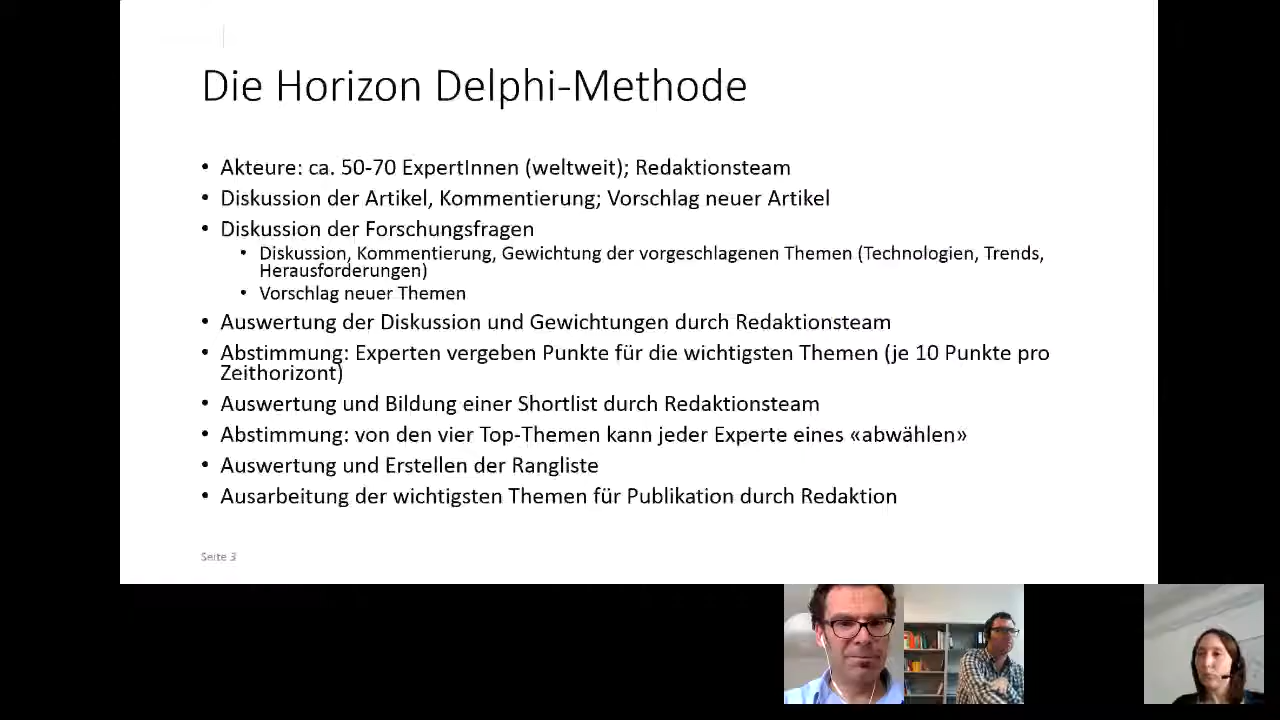 Die Horizon Delphi-Methode
• Akteure: ca. 50-70 ExpertInnen (weltweit); Redaktionsteam
• Diskussion der Artikel, Kommentierung; Vorschlag neuer Artikel
• Diskussion der Forschungsfragen
• Diskussion, Kommentierung, Gewichtung der vorgeschlagenen Themen (Technologien, Trends,
Herausforderungen)
• Vorschlag neuer Themen
• Auswertung der Diskussion und Gewichtungen durch Redaktionsteam
• Abstimmung: Experten vergeben Punkte für die wichtigsten Themen (je 10 Punkte pro
Zeithorizont)
• Auswertung und Bildung einer Shortlist durch Redaktionsteam
• Abstimmung: von den vier Top-Themen kann jeder Experte eines «abwählen»
• Auswertung und Erstellen der Rangliste
• Ausarbeitung der wichtigsten Themen für Publikation durch Redaktion
Seite 3